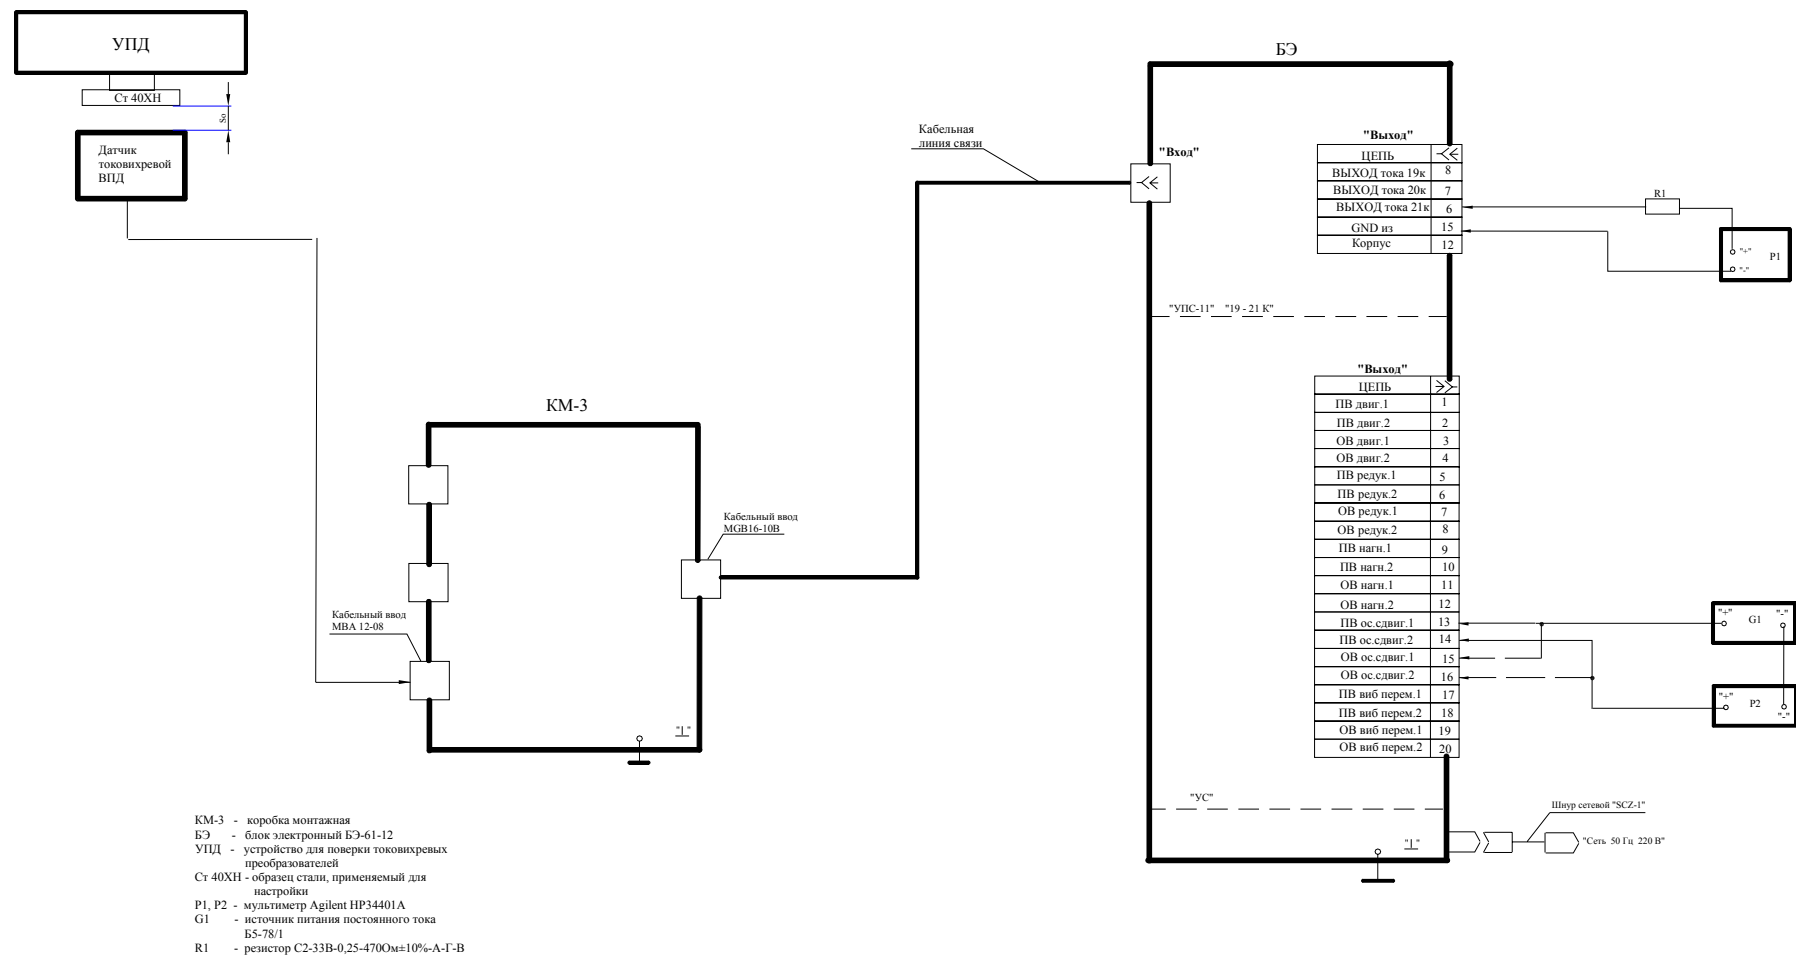 УПД
Ст 40ХН
So
Датчик
токовихревой
ВПД
КМ-3
Кабельный ввод
МВА 12-08
Кабельный ввод
MGB16-10B
"⊥"
Кабельная
линия связи
БЭ
"Вход"
"Выход"
ЦЕПЬ
ВЫХОД тока 19к 8
ВЫХОД тока 20к 7
ВЫХОД тока 21к 6
GND из 15
Корпус 12
R1
"+"
"-"
P1
"УПС-11" "19 - 21 К"
"Выход"
ЦЕПЬ
ПВ двиг.1 1
ПВ двиг.2 2
ОВ двиг.1 3
ОВ двиг.2 4
ПВ редук.1 5
ПВ редук.2 6
ОВ редук.1 7
ОВ редук.2 8
ПВ нагн.1 9
ПВ нагн.2 10
ОВ нагн.1 11
ОВ нагн.2 12
ПВ ос.сдвиг.1 13
ПВ ос.сдвиг.2 14
ОВ ос.сдвиг.1 15
ОВ ос.сдвиг.2 16
ПВ виб перем.1 17
ПВ виб перем.2 18
ОВ виб перем.1 19
ОВ виб перем.2 20
"+" G1 "-"
"+" P2 "-"
"УС"
"⊥"
Шнур сетевой "SCZ-1"
"Сеть 50 Гц 220 В"
КМ-3 - коробка монтажная
БЭ - блок электронный БЭ-61-12
УПД - устройство для поверки токовихревых
преобразователей
Ст 40ХН - образец стали, применяемый для
настройки
P1, P2 - мультиметр Agilent HP34401A
G1 - источник питания постоянного тока
Б5-78/1
R1 - резистор С2-33В-0,25-470Ом±10%-А-Г-В